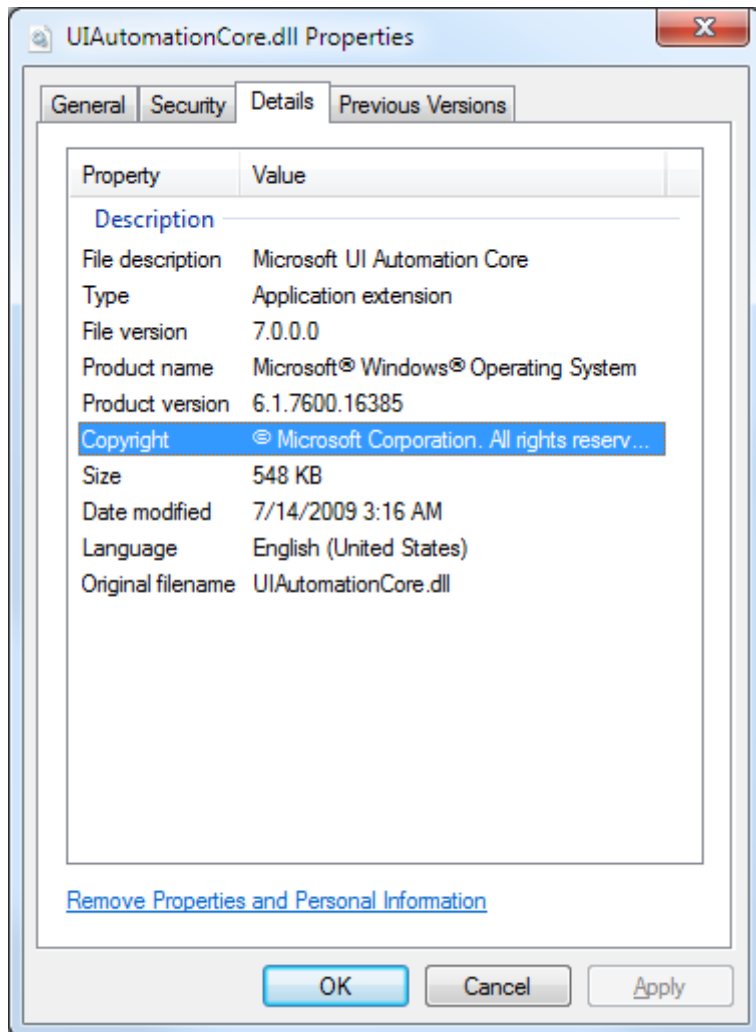 UIAutomationCore.dll Properties
General Security Details Previous Versions
Property Value
Description
File description Microsoft UI Automation Core
Type Application extension
File version 7.0.0.0
Product name Microsoft® Windows® Operating System
Product version 6.1.7600.16385
Copyright © Microsoft Corporation. All rights reserv...
Size 548 KB
Date modified 7/14/2009 3:16 AM
Language English (United States)
Original filename UIAutomationCore.dll
Remove Properties and Personal Information
OK Cancel Apply